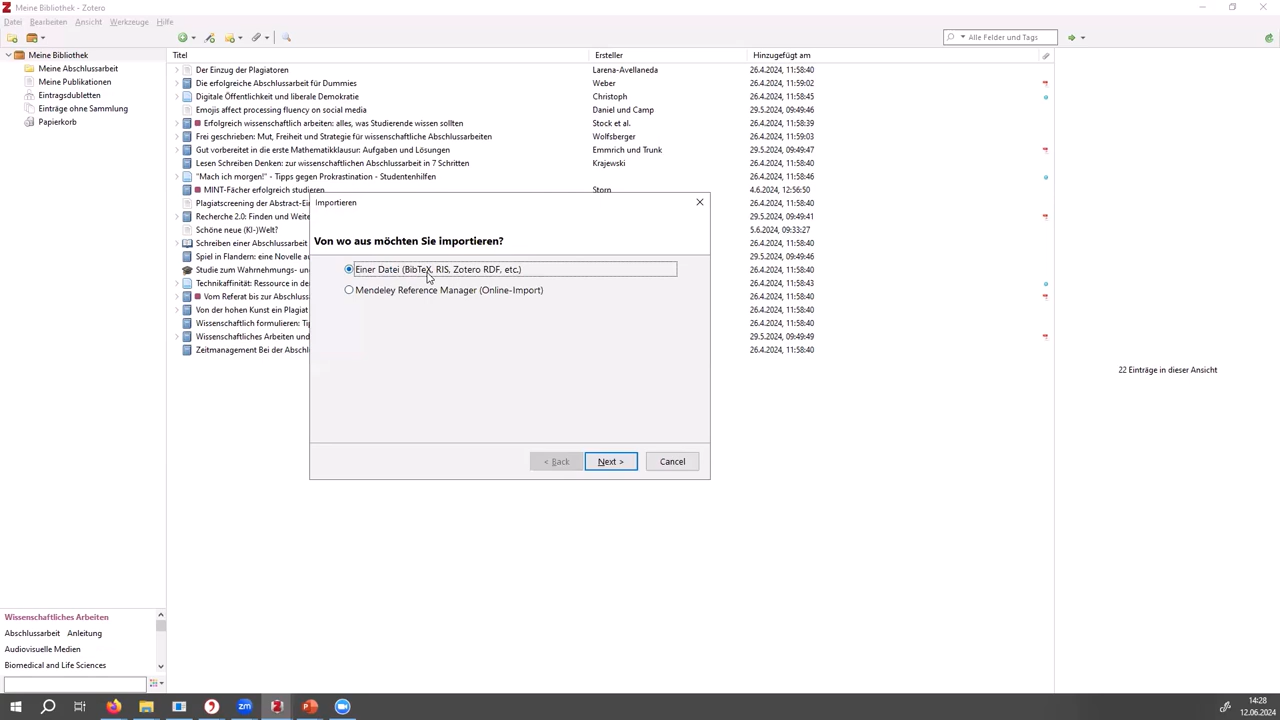 Meine Bibliothek - Zotero
Datei Bearbeiten Ansicht Werkzeuge Hilfe
Alle Felder und Tags
Meine Bibliothek
Meine Abschlussarbeit
Meine Publikationen
Eintragsdubletten
Einträge ohne Sammlung
Papierkorb
Titel Ersteller Hinzugefügt am
Der Einzug der Plagiatoren Larena-Avellaneda 26.4.2024, 11:58:40
Die erfolgreiche Abschlussarbeit für Dummies Weber 26.4.2024, 11:59:02
Digitale Öffentlichkeit und liberale Demokratie Christoph 26.4.2024, 11:58:45
Emojis affect processing fluency on social media Daniel und Camp 29.5.2024, 09:49:46
Erfolgreich wissenschaftlich arbeiten: alles, was Studierende wissen sollten Stock et al. 26.4.2024, 11:58:39
Frei geschrieben: Mut, Freiheit und Strategie für wissenschaftliche Abschlussarbeiten Wolfsberger 26.4.2024, 11:59:03
Gut vorbereitet in die erste Mathematikklausur: Aufgaben und Lösungen Emmrich und Trunk 29.5.2024, 09:49:47
Lesen Schreiben Denken: zur wissenschaftlichen Abschlussarbeit in 7 Schritten Krajewski 26.4.2024, 11:58:40
"Mach ich morgen!" - Tipps gegen Prokrastination - Studentenhilfen 26.4.2024, 11:58:46
MINT-Fächer erfolgreich studieren Storn 4.6.2024, 12:56:50
Plagiatscreening der Abstract-Ei 26.4.2024, 11:58:40
Recherche 2.0: Finden und Weite 29.5.2024, 09:49:41
Schöne neue (KI-)Welt? 5.6.2024, 09:33:27
Schreiben einer Abschlussarbeit 26.4.2024, 11:58:40
Spiel in Flandern: eine Novelle a 29.5.2024, 09:49:46
Studie zum Wahrnehmungs- un 26.4.2024, 11:58:40
Technikaffinität: Ressource in de 26.4.2024, 11:58:43
Vom Referat bis zur Abschluss 26.4.2024, 11:58:40
Von der hohen Kunst ein Plagiat 26.4.2024, 11:58:40
Wissenschaftlich formulieren: Ti 26.4.2024, 11:58:40
Wissenschaftliches Arbeiten und 29.5.2024, 09:49:49
Zeitmanagement Bei der Abschl 26.4.2024, 11:58:40
Importieren
Von wo aus möchten Sie importieren?
Einer Datei (BibTeX, RIS, Zotero RDF, etc.)
Mendeley Reference Manager (Online-Import)
< Back Next > Cancel
22 Einträge in dieser Ansicht
Wissenschaftliches Arbeiten
Abschlussarbeit Anleitung
Audiovisuelle Medien
Biomedical and Life Sciences
zm
14:28
12.06.2024